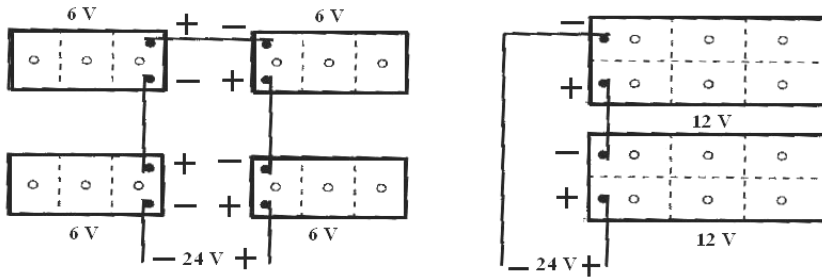 6 V
+ −
6 V
− +
+ −
− +
6 V
− 24 V +
6 V
−
+
12 V
−
+
12 V
− 24 V +